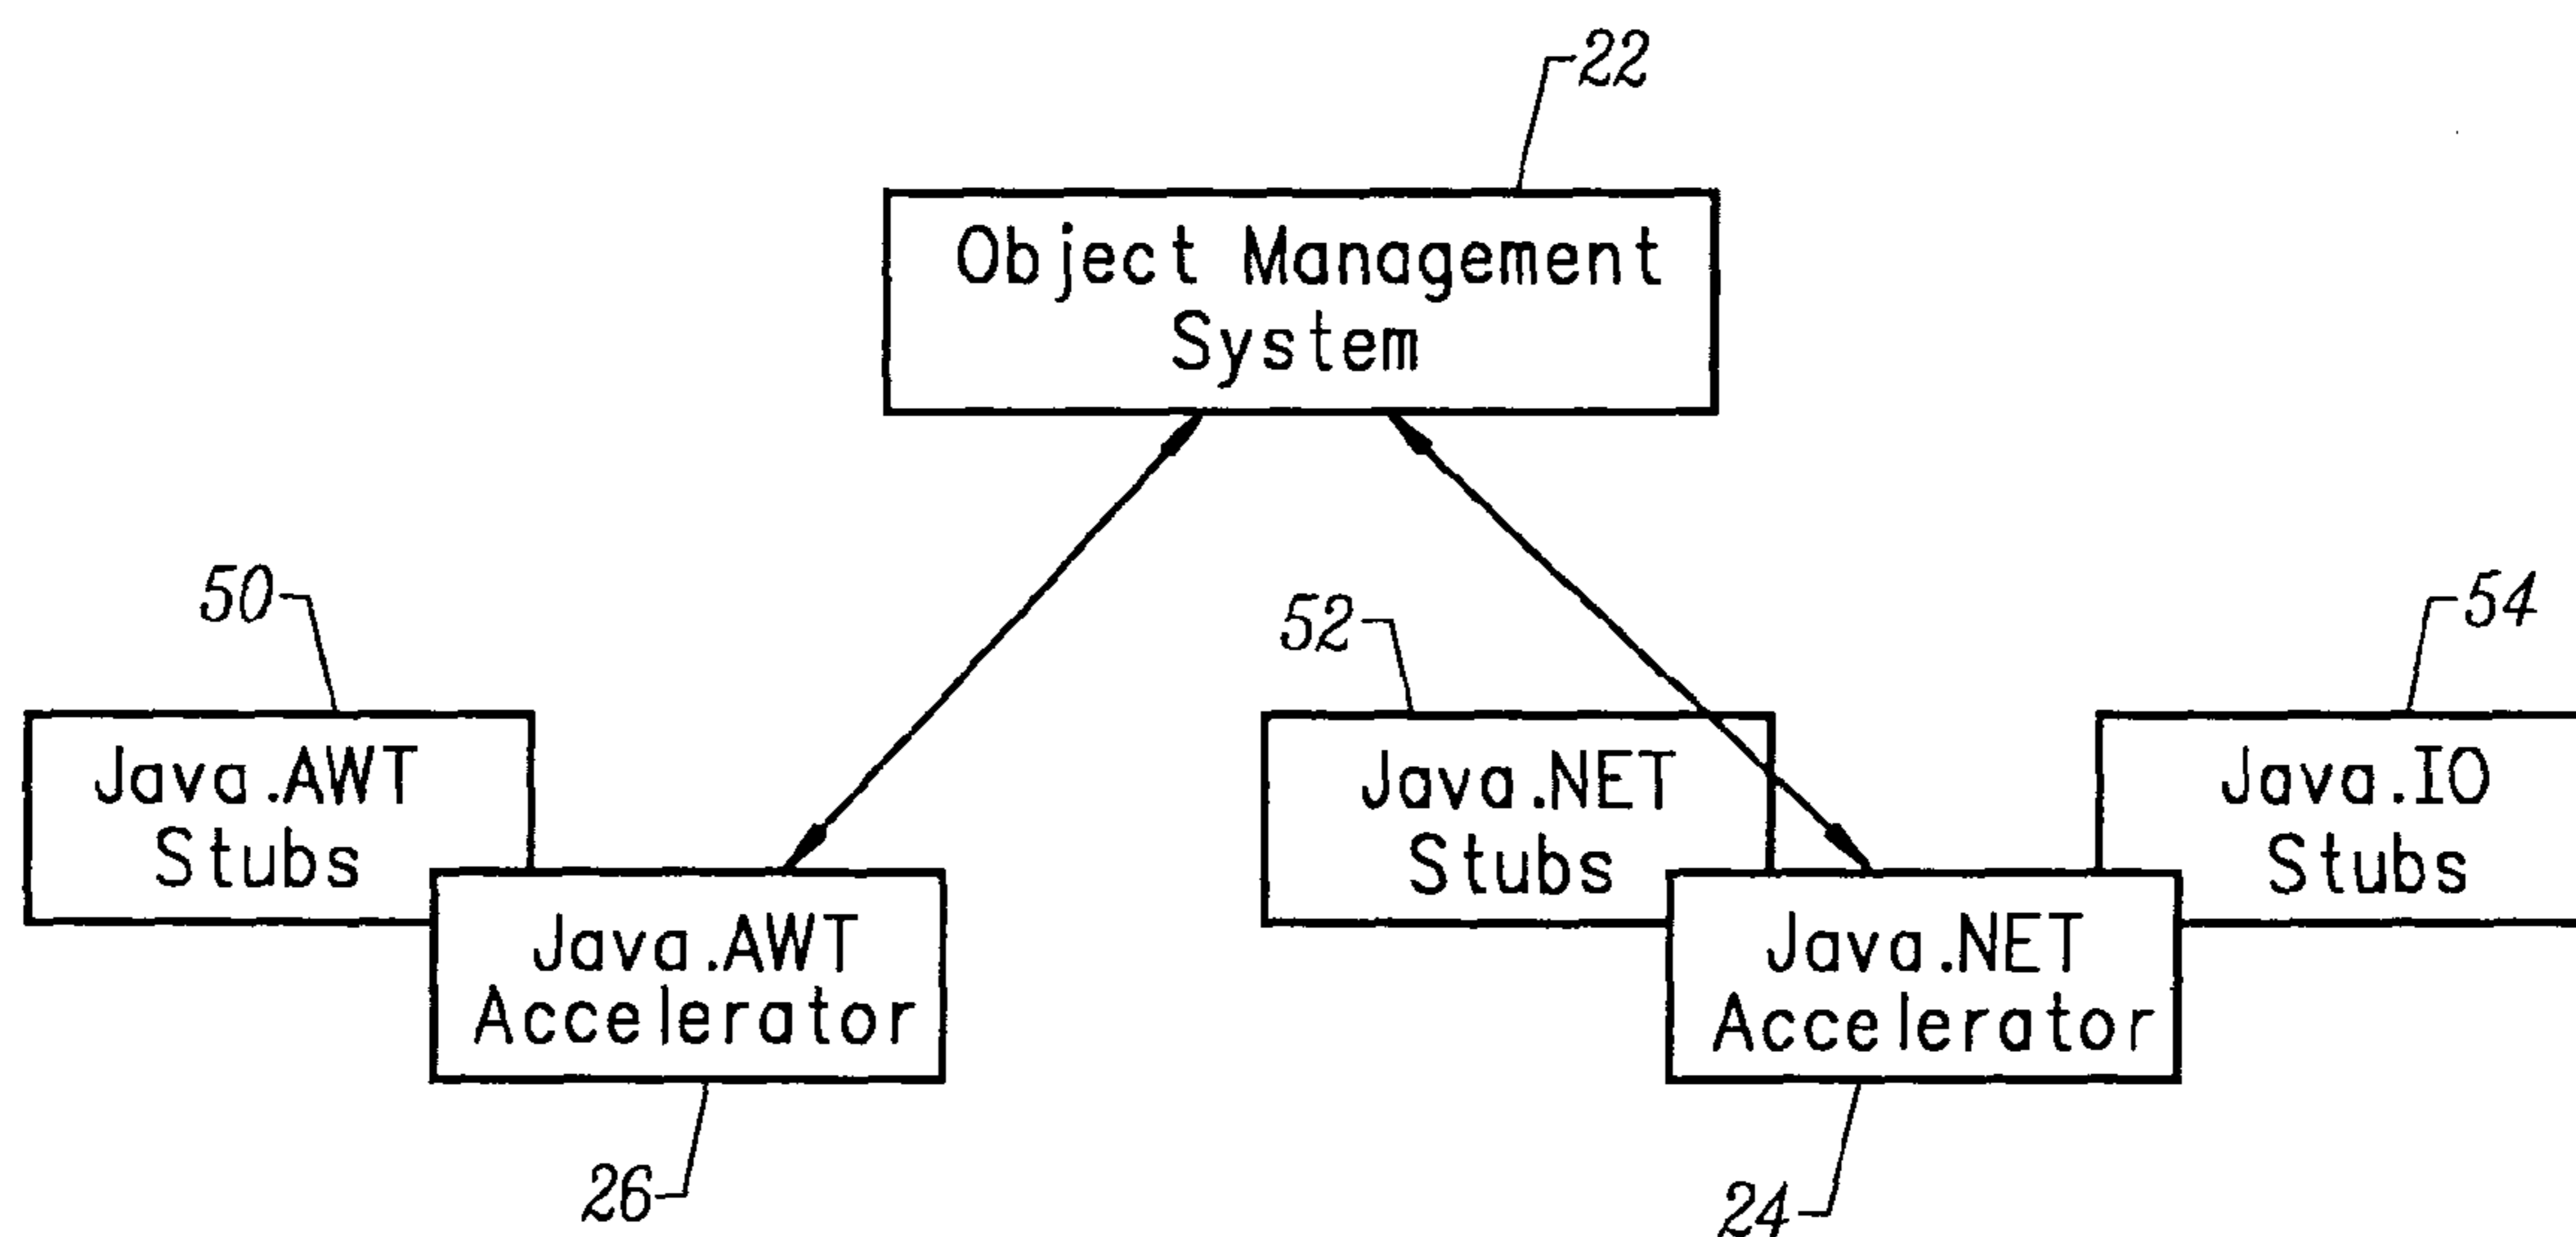 22
Object Management
System
50
52
54
Java.AWT
Stubs
Java.NET
Stubs
Java.IO
Stubs
Java.AWT
Accelerator
Java.NET
Accelerator
26
24